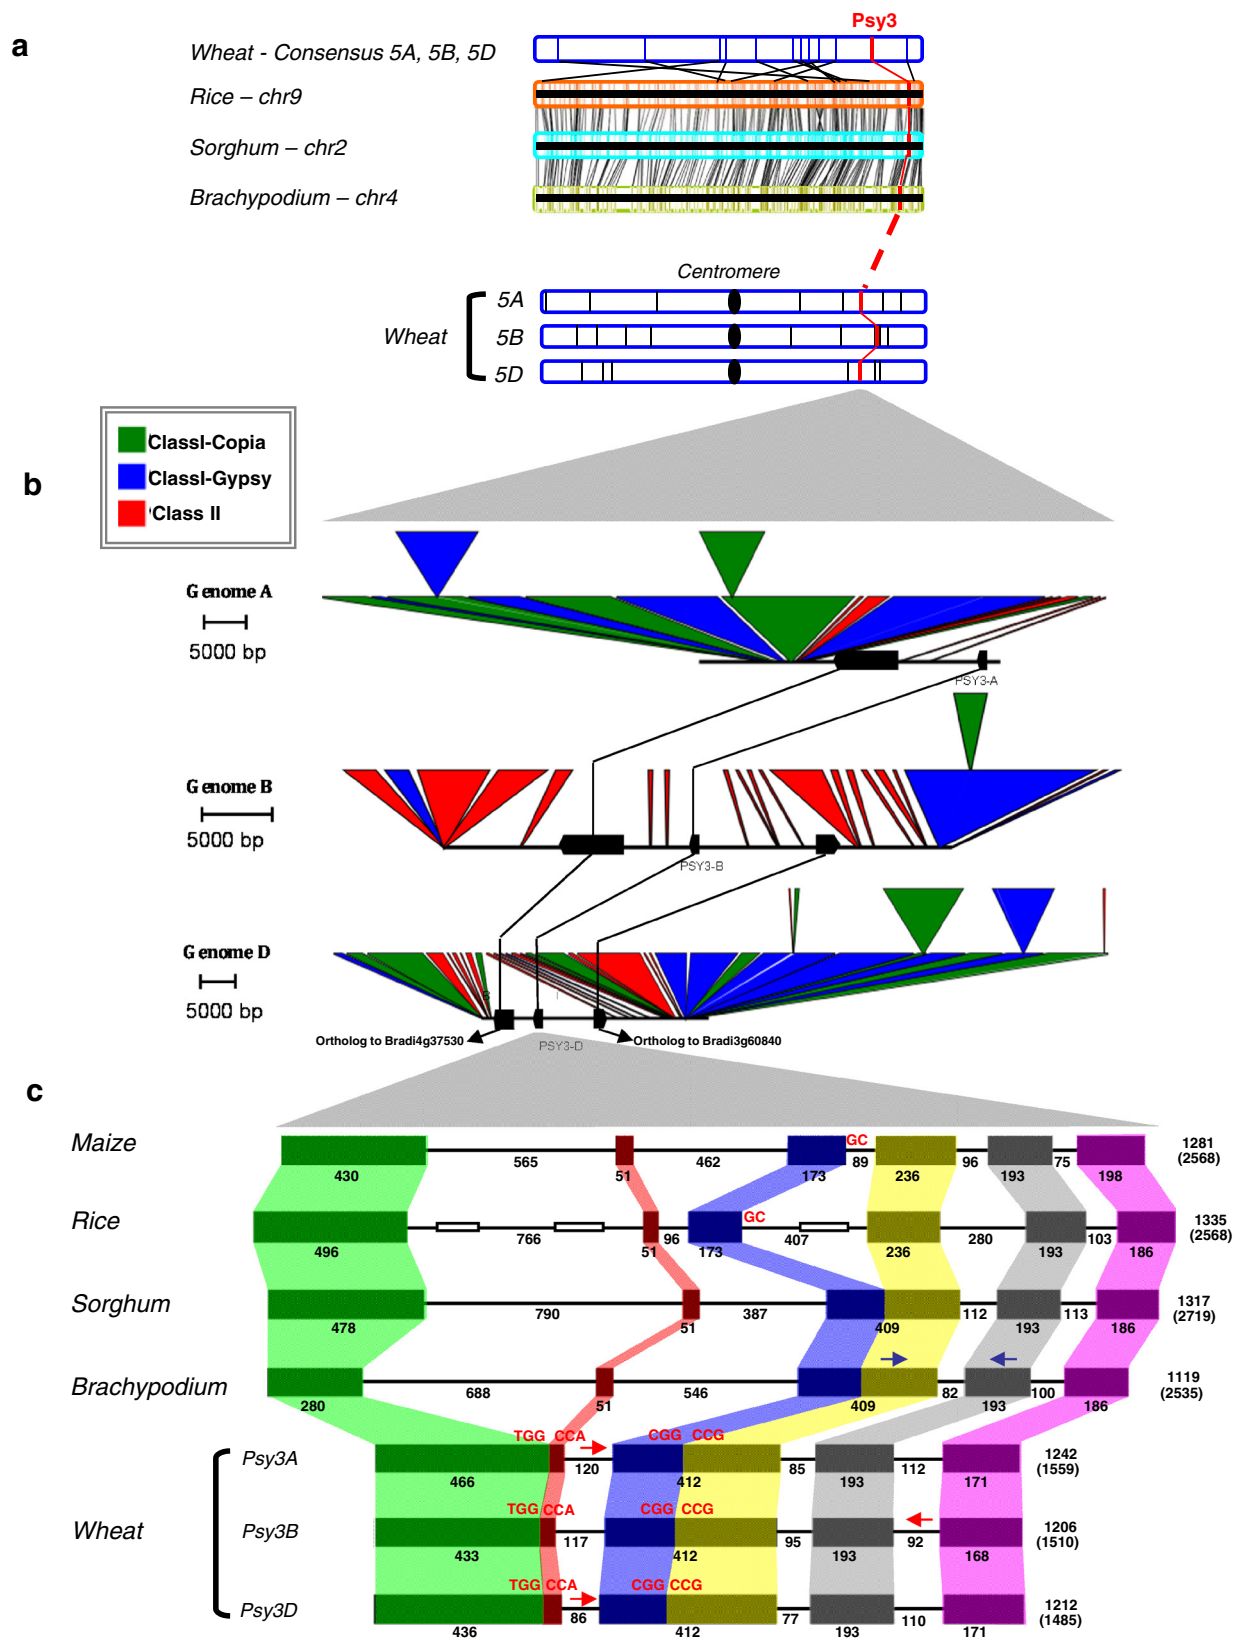 a
Psy3
Wheat - Consensus 5A, 5B, 5D
Rice – chr9
Sorghum – chr2
Brachypodium – chr4
Centromere
5A
Wheat
5B
5D
ClassI-Copia
ClassI-Gypsy
Class II
b
Genome A
5000 bp
PSY3-A
Genome B
5000 bp
PSY3-B
Genome D
5000 bp
Ortholog to Bradi4g37530
PSY3-D
Ortholog to Bradi3g60840
c
Maize
GC
430 565 51 462 173 89 236 96 193 75 198
1281
(2568)
Rice
GC
496 766 51 96 173 407 236 280 193 103 186
1335
(2568)
Sorghum
478 790 51 387 409 112 193 113 186
1317
(2719)
Brachypodium
280 688 51 546 409 82 193 100 186
1119
(2535)
TGG CCA CGG CCG
Psy3A
466 120 412 85 193 112 171
1242
(1559)
TGG CCA CGG CCG
Wheat
Psy3B
433 117 412 95 193 92 168
1206
(1510)
TGG CCA CGG CCG
Psy3D
436 86 412 77 193 110 171
1212
(1485)